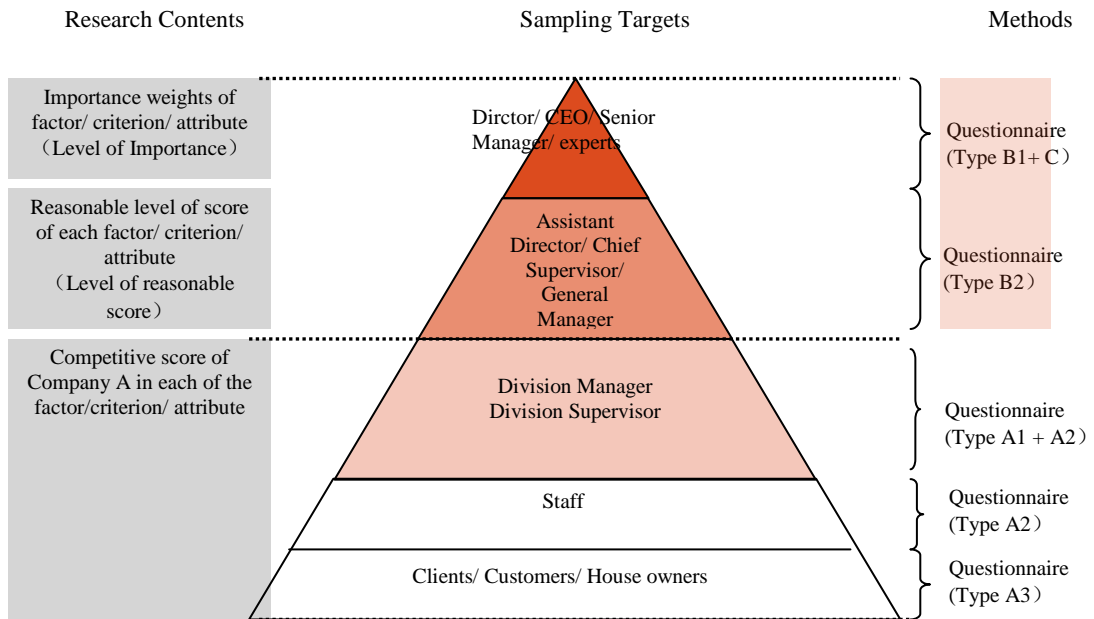 Research Contents
Sampling Targets
Methods
Importance weights of
factor/ criterion/ attribute
（Level of Importance）
Dirctor/ CEO/ Senior
Manager/ experts
Questionnaire
(Type B1+ C）
Reasonable level of score
of each factor/ criterion/
attribute
（Level of reasonable
score）
Assistant
Director/ Chief
Supervisor/
General
Manager
Questionnaire
(Type B2）
Competitive score of
Company A in each of the
factor/criterion/ attribute
Division Manager
Division Supervisor
Questionnaire
(Type A1 + A2）
Staff
Questionnaire
(Type A2）
Clients/ Customers/ House owners
Questionnaire
(Type A3）